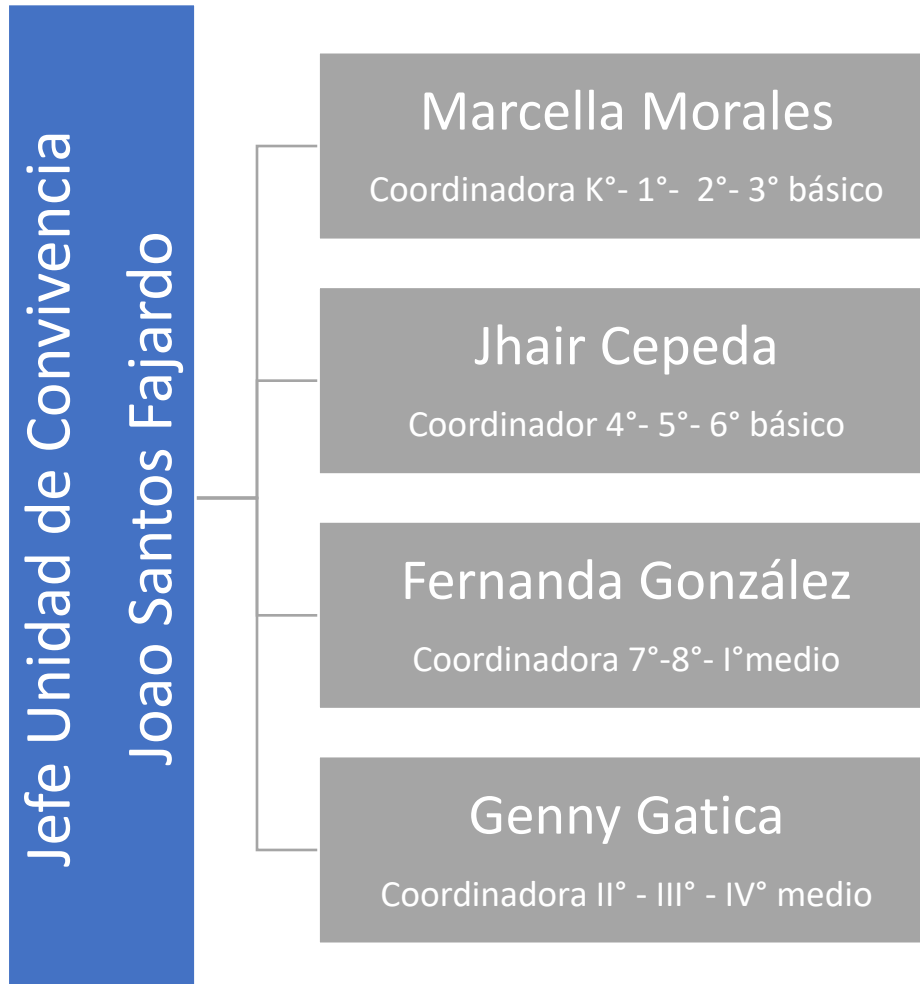 Jefe Unidad de Convivencia
Joao Santos Fajardo
Marcella Morales
Coordinadora K°- 1°- 2°- 3° básico
Jhair Cepeda
Coordinador 4°- 5°- 6° básico
Fernanda González
Coordinadora 7°-8°- I°medio
Genny Gatica
Coordinadora II° - III° - IV° medio